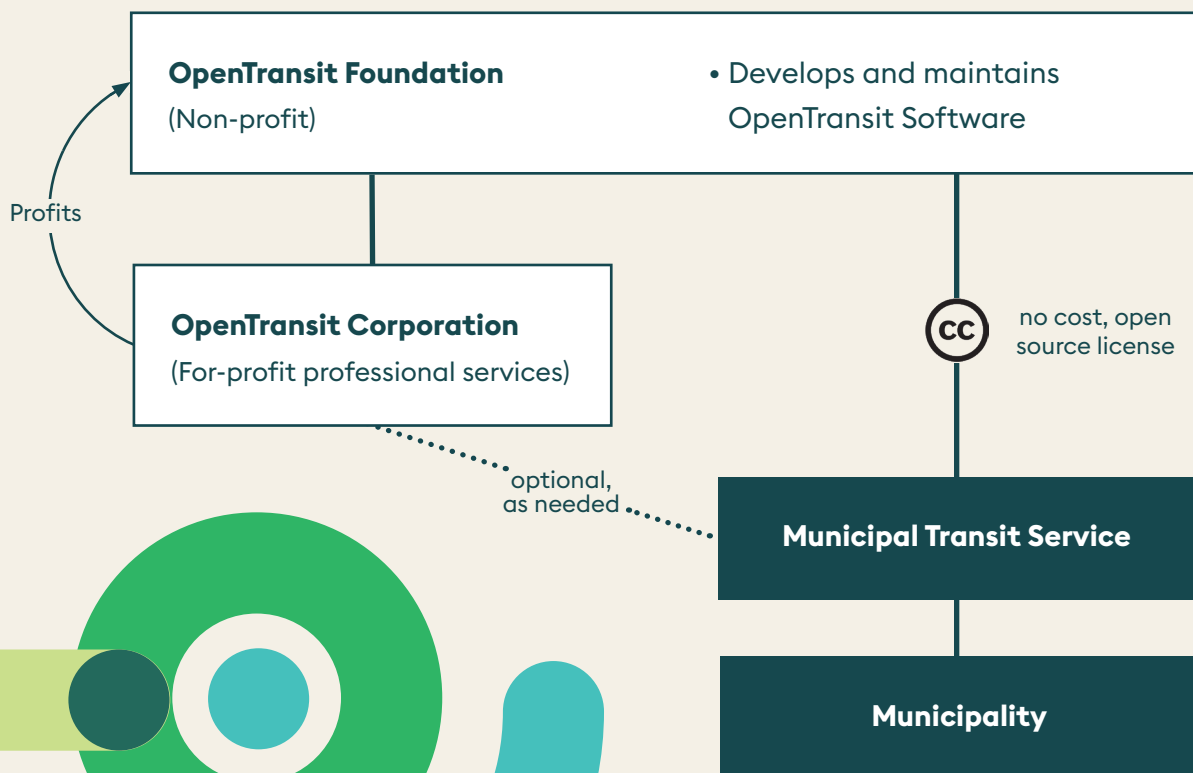 OpenTransit Foundation
(Non-profit)
• Develops and maintains
OpenTransit Software
Profits
OpenTransit Corporation
(For-profit professional services)
cc
no cost, open
source license
optional,
as needed
Municipal Transit Service
Municipality